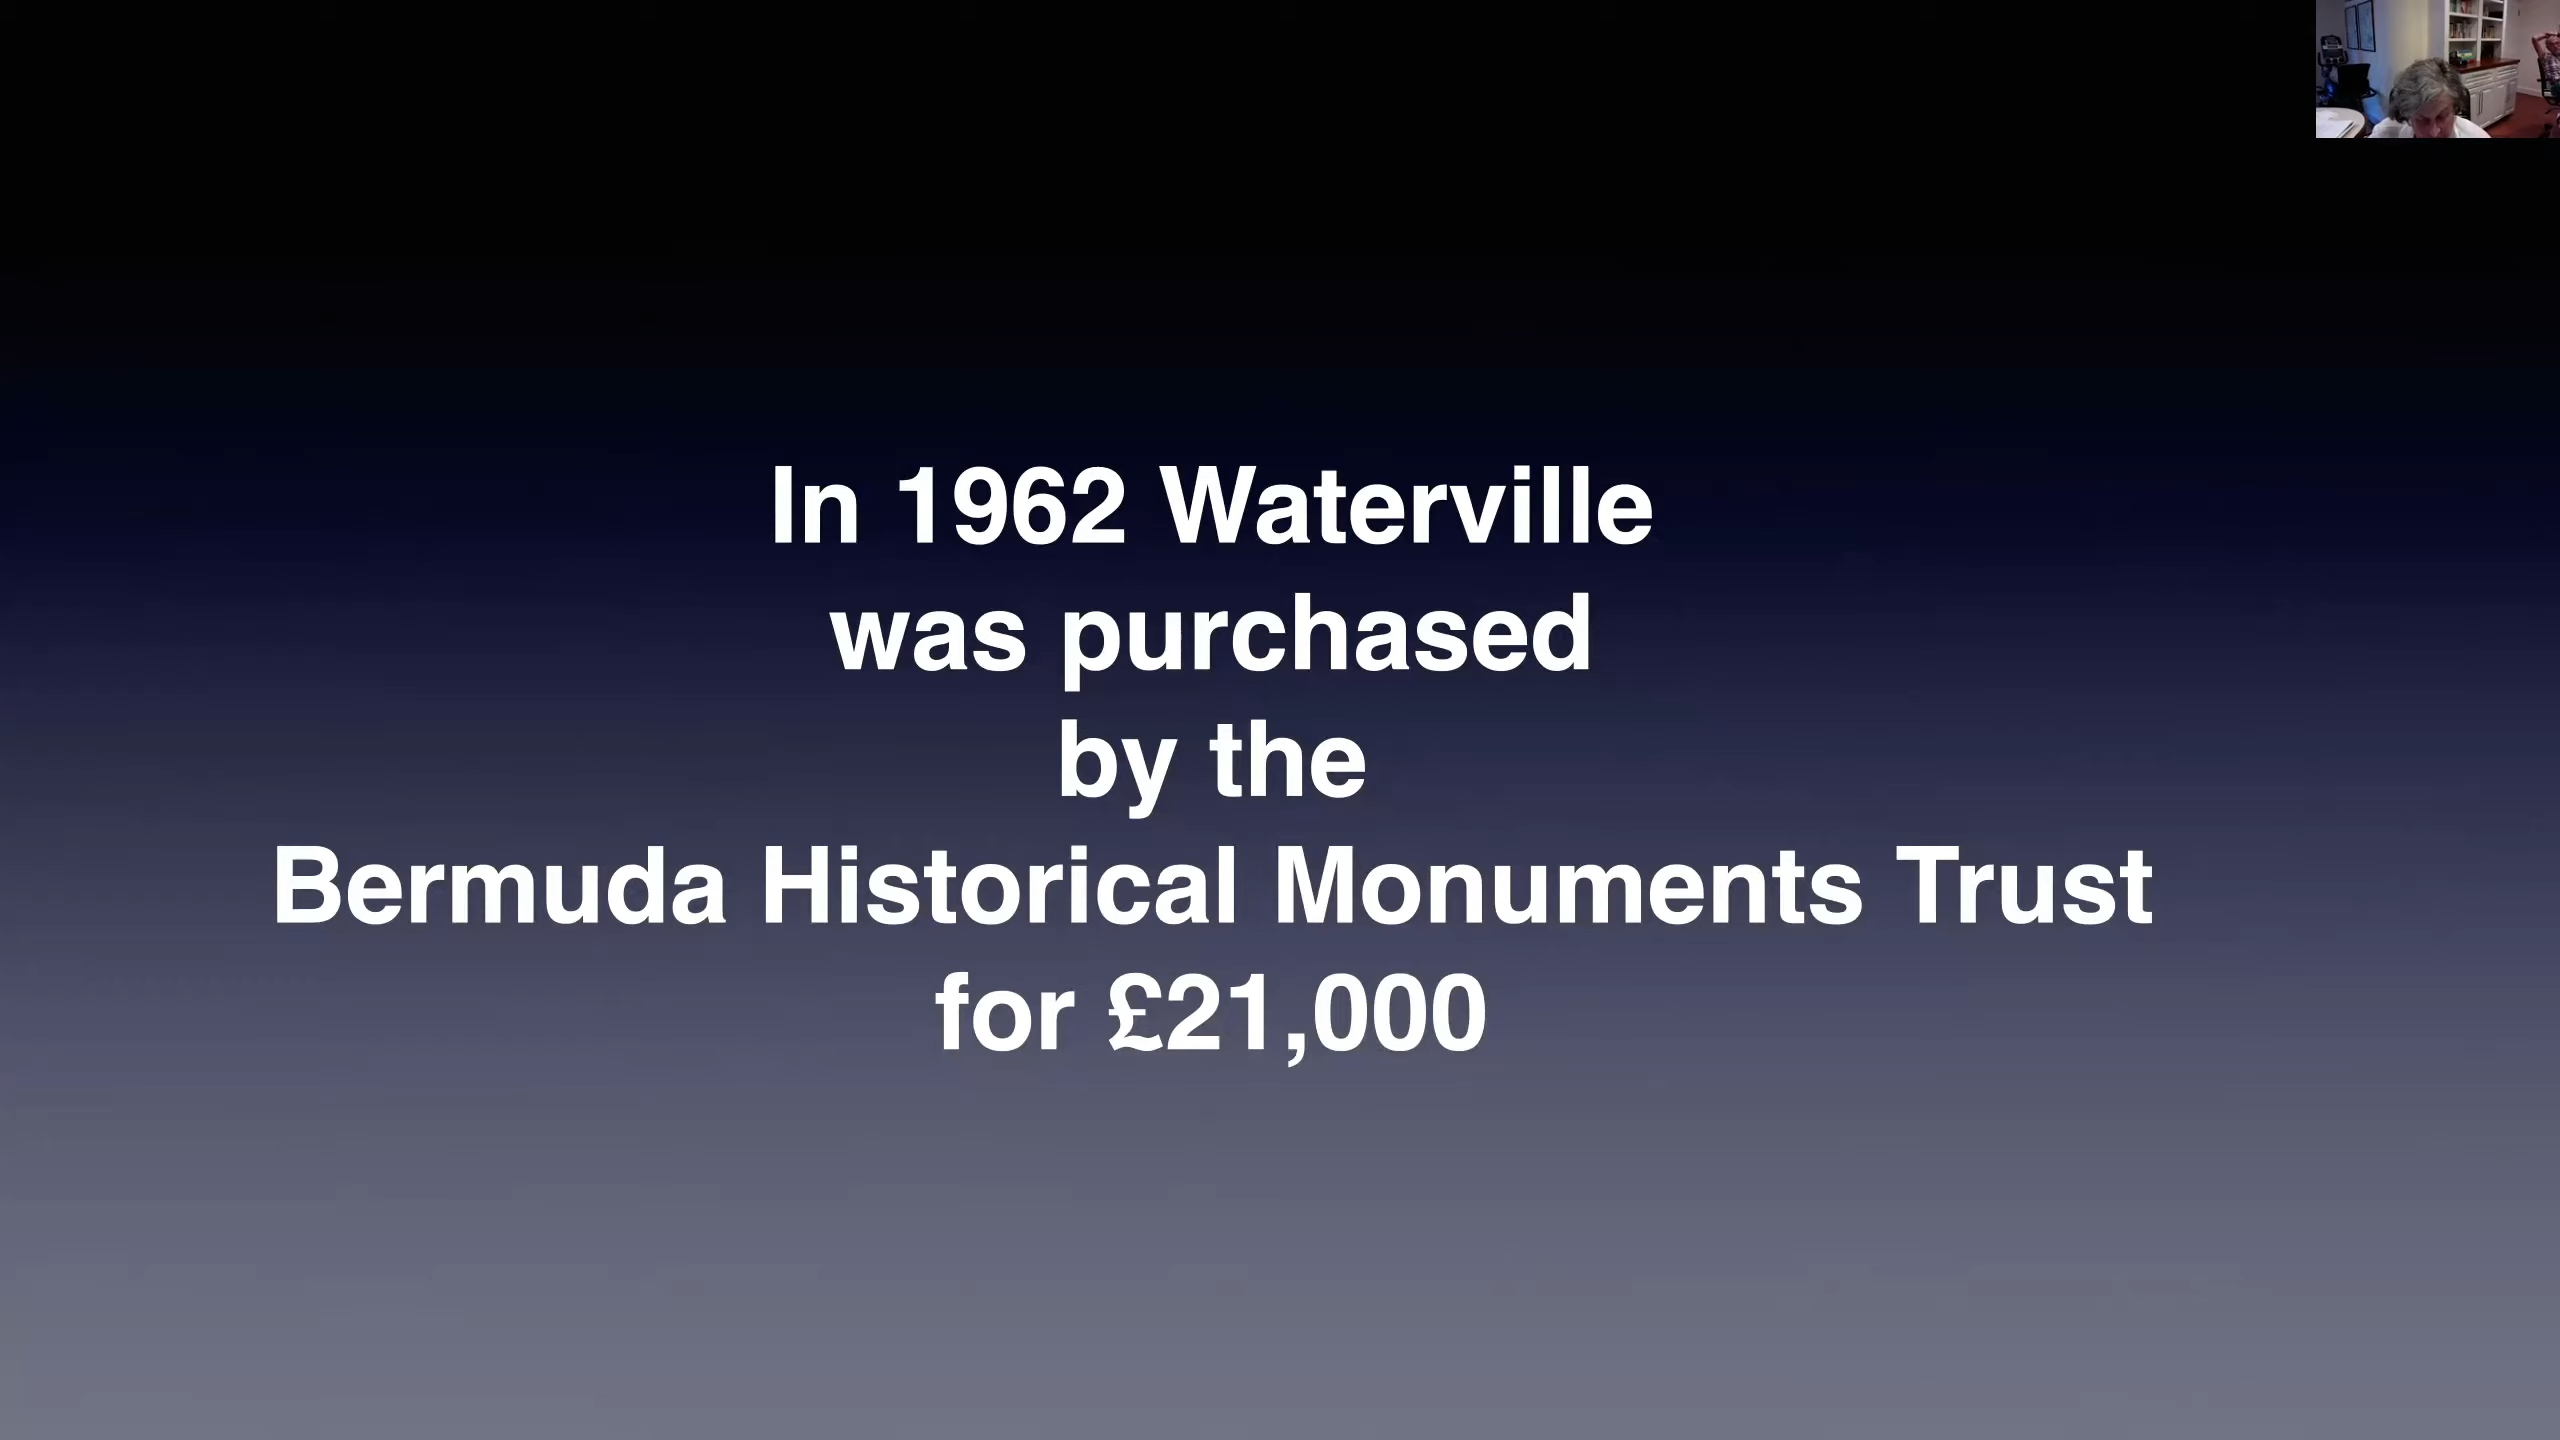 In 1962 Waterville
was purchased
by the
Bermuda Historical Monuments Trust
for £21,000